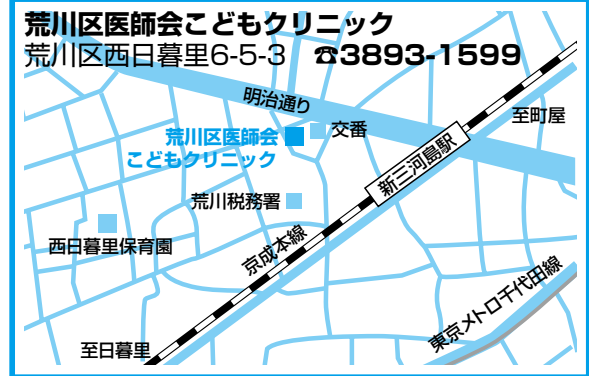 荒川区医師会こどもクリニック
荒川区西日暮里6-5-3 ☎3893-1599
明治通り
至町屋
交番
荒川区医師会
こどもクリニック
新三河島駅
荒川税務署
西日暮里保育園
京成本線
東京メトロ千代田線
至日暮里